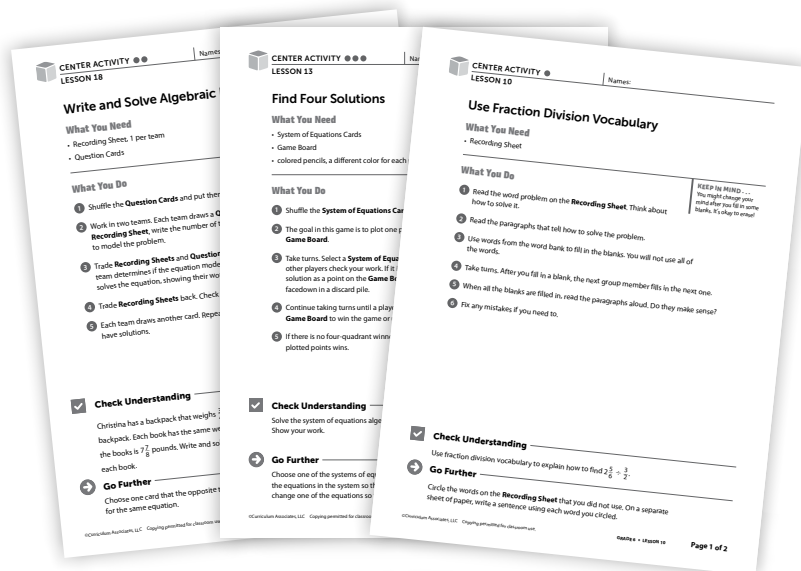 CENTER ACTIVITY ●●
LESSON 18
Names
Write and Solve Algebraic
What You Need
• Recording Sheet, 1 per team
• Question Cards
What You Do
1 Shuffle the Question Cards and put them
2 Work in two teams. Each team draws a
Recording Sheet, write the number of
to model the problem.
3 Trade Recording Sheets and Question
team determines if the equation
solves the equation, showing their
4 Trade Recording Sheets back. Check
5 Each team draws another card.
have solutions.
Check Understanding
Christina has a backpack that weighs
backpack. Each book has the same
the books is 7 7/8 pounds. Write and
each book.
Go Further
Choose one card that the opposite
for the same equation.
©Curriculum Associates, LLC Copying permitted for classroom
CENTER ACTIVITY ●●●
LESSON 13
Find Four Solutions
What You Need
• System of Equations Cards
• Game Board
• colored pencils, a different color for each
What You Do
1 Shuffle the System of Equations
2 The goal in this game is to plot one
Game Board.
3 Take turns. Select a System of
other players check your work. If it
solution as a point on the Game
facedown in a discard pile.
4 Continue taking turns until a
Game Board to win the game or
5 If there is no four-quadrant
plotted points wins.
Check Understanding
Solve the system of equations
Show your work.
Go Further
Choose one of the systems of
the equations in the system so
change one of the equations so
©Curriculum Associates, LLC Copying permitted for
CENTER ACTIVITY ●
LESSON 10
Names:
Use Fraction Division Vocabulary
What You Need
• Recording Sheet
What You Do
1 Read the word problem on the Recording Sheet. Think about
how to solve it.
2 Read the paragraphs that tell how to solve the problem.
3 Use words from the word bank to fill in the blanks. You will not use all of
the words.
4 Take turns. After you fill in a blank, the next group member fills in the next one.
5 When all the blanks are filled in, read the paragraphs aloud. Do they make sense?
6 Fix any mistakes if you need to.
KEEP IN MIND . . .
You might change your
mind after you fill in some
blanks. It's okay to erase!
Check Understanding
Use fraction division vocabulary to explain how to find 2 5/6 ÷ 3/2.
Go Further
Circle the words on the Recording Sheet that you did not use. On a separate
sheet of paper, write a sentence using each word you circled.
©Curriculum Associates, LLC Copying permitted for classroom use.
GRADE 6 • LESSON 10
Page 1 of 2